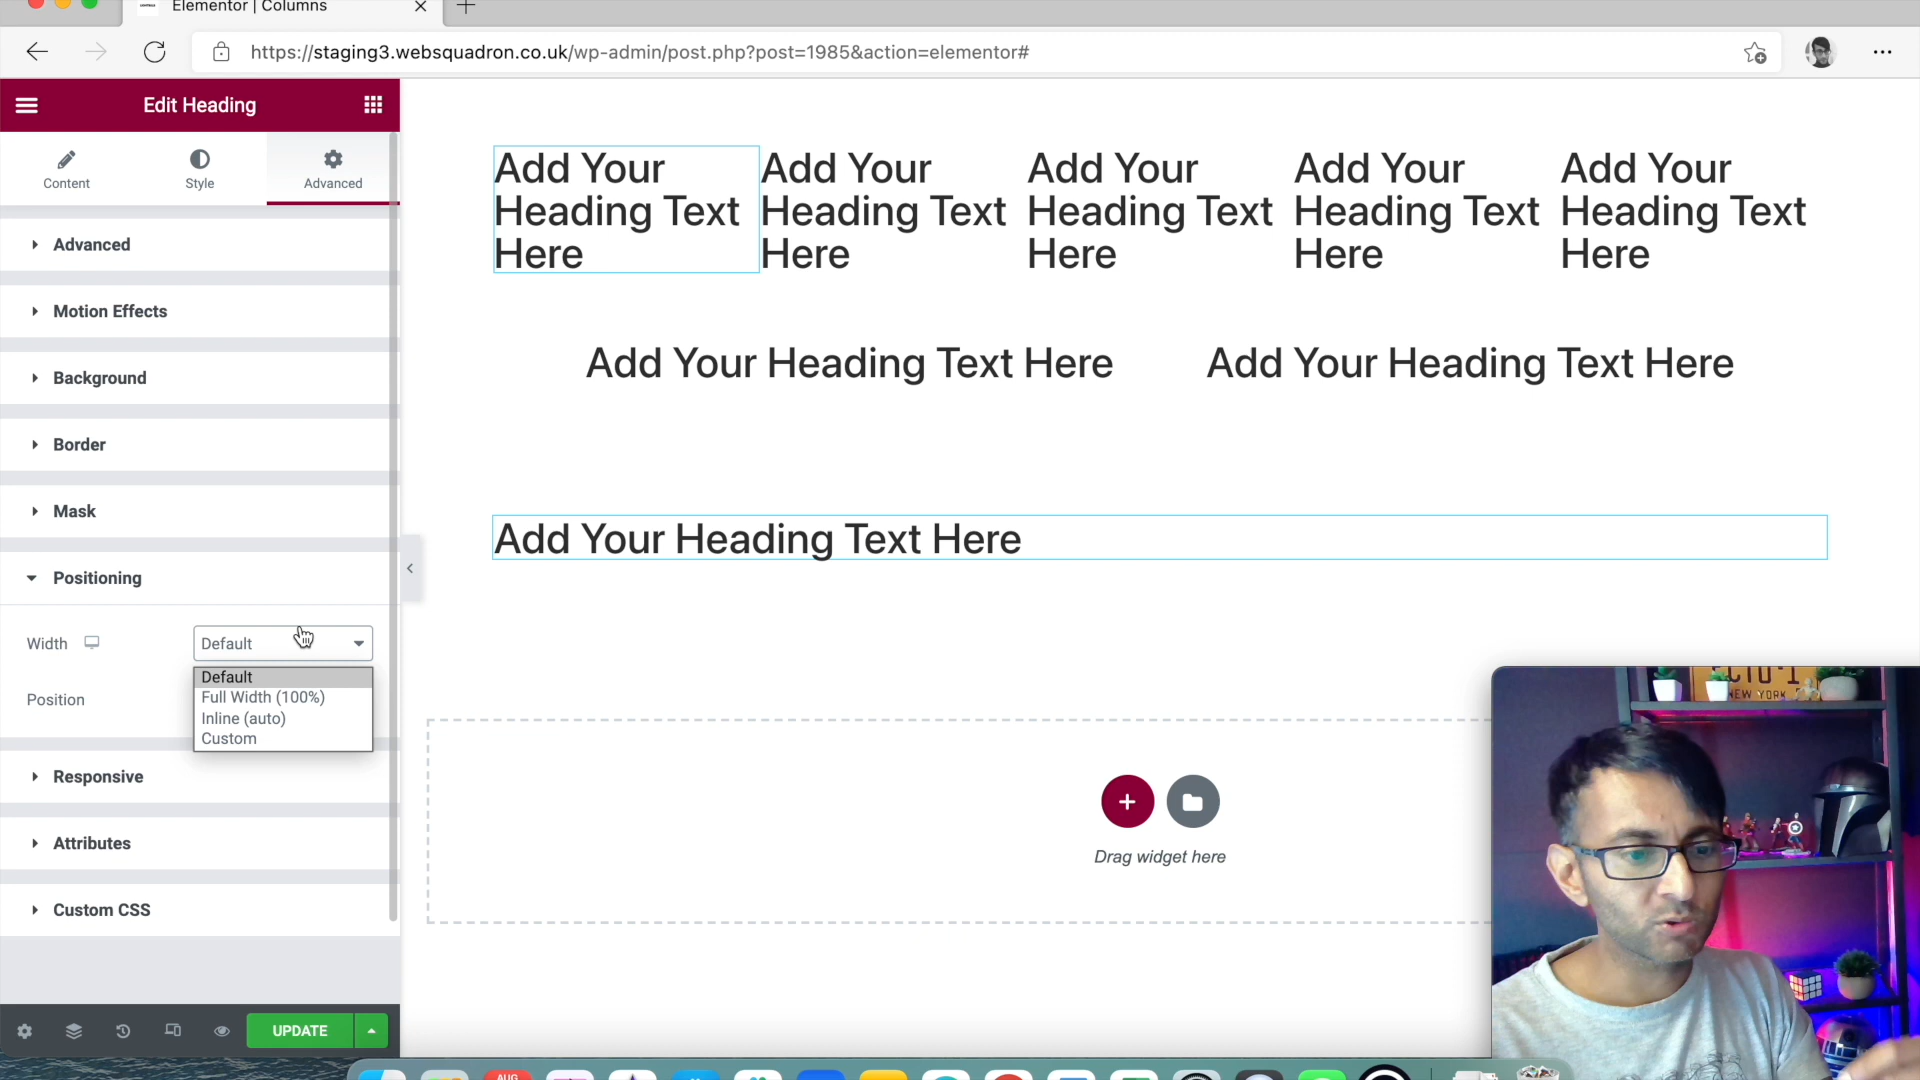 Elementor | Columns
https://staging3.websquadron.co.uk/wp-admin/post.php?post=1985&action=elementor#
Edit Heading
Content
Style
Advanced
Advanced
Motion Effects
Background
Border
Mask
Positioning
Width
Default
Default
Full Width (100%)
Inline (auto)
Custom
Position
Responsive
Attributes
Custom CSS
UPDATE
Add Your
Heading Text
Here
Add Your
Heading Text
Here
Add Your
Heading Text
Here
Add Your
Heading Text
Here
Add Your
Heading Text
Here
Add Your Heading Text Here
Add Your Heading Text Here
Add Your Heading Text Here
Drag widget here
NEW YORK
AUG